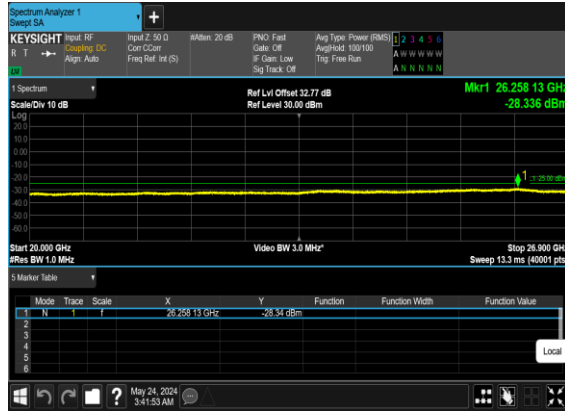 Spectrum Analyzer 1
Swept SA
+
KEYSIGHT Input: RF Input Z: 50 Ω #Atten: 20 dB PNO: Fast Avg Type: Power (RMS) 1 2 3 4 5 6
R T Coupling: DC Corr CCorr Gate: Off Avg|Hold: 100/100 A W W W W W
Align: Auto Freq Ref: Int (S) IF Gain: Low Trig: Free Run
Sig Track: Off A N N N N N
1 Spectrum Ref Lvl Offset 32.77 dB Mkr1 26.258 13 GHz
Scale/Div 10 dB Ref Level 30.00 dBm -28.336 dBm
Log
20.0
10.0
0.00
-10.0
-20.0 1
-30.0
-40.0
-50.0
-60.0
Start 20.000 GHz Video BW 3.0 MHz* Stop 26.900 GHz
#Res BW 1.0 MHz Sweep 13.3 ms (40001 pts)
5 Marker Table
Mode Trace Scale X Y Function Function Width Function Value
1 N 1 f 26.258 13 GHz -28.34 dBm
2
3
4
5
6
Local
? May 24, 2024
3:41:53 AM